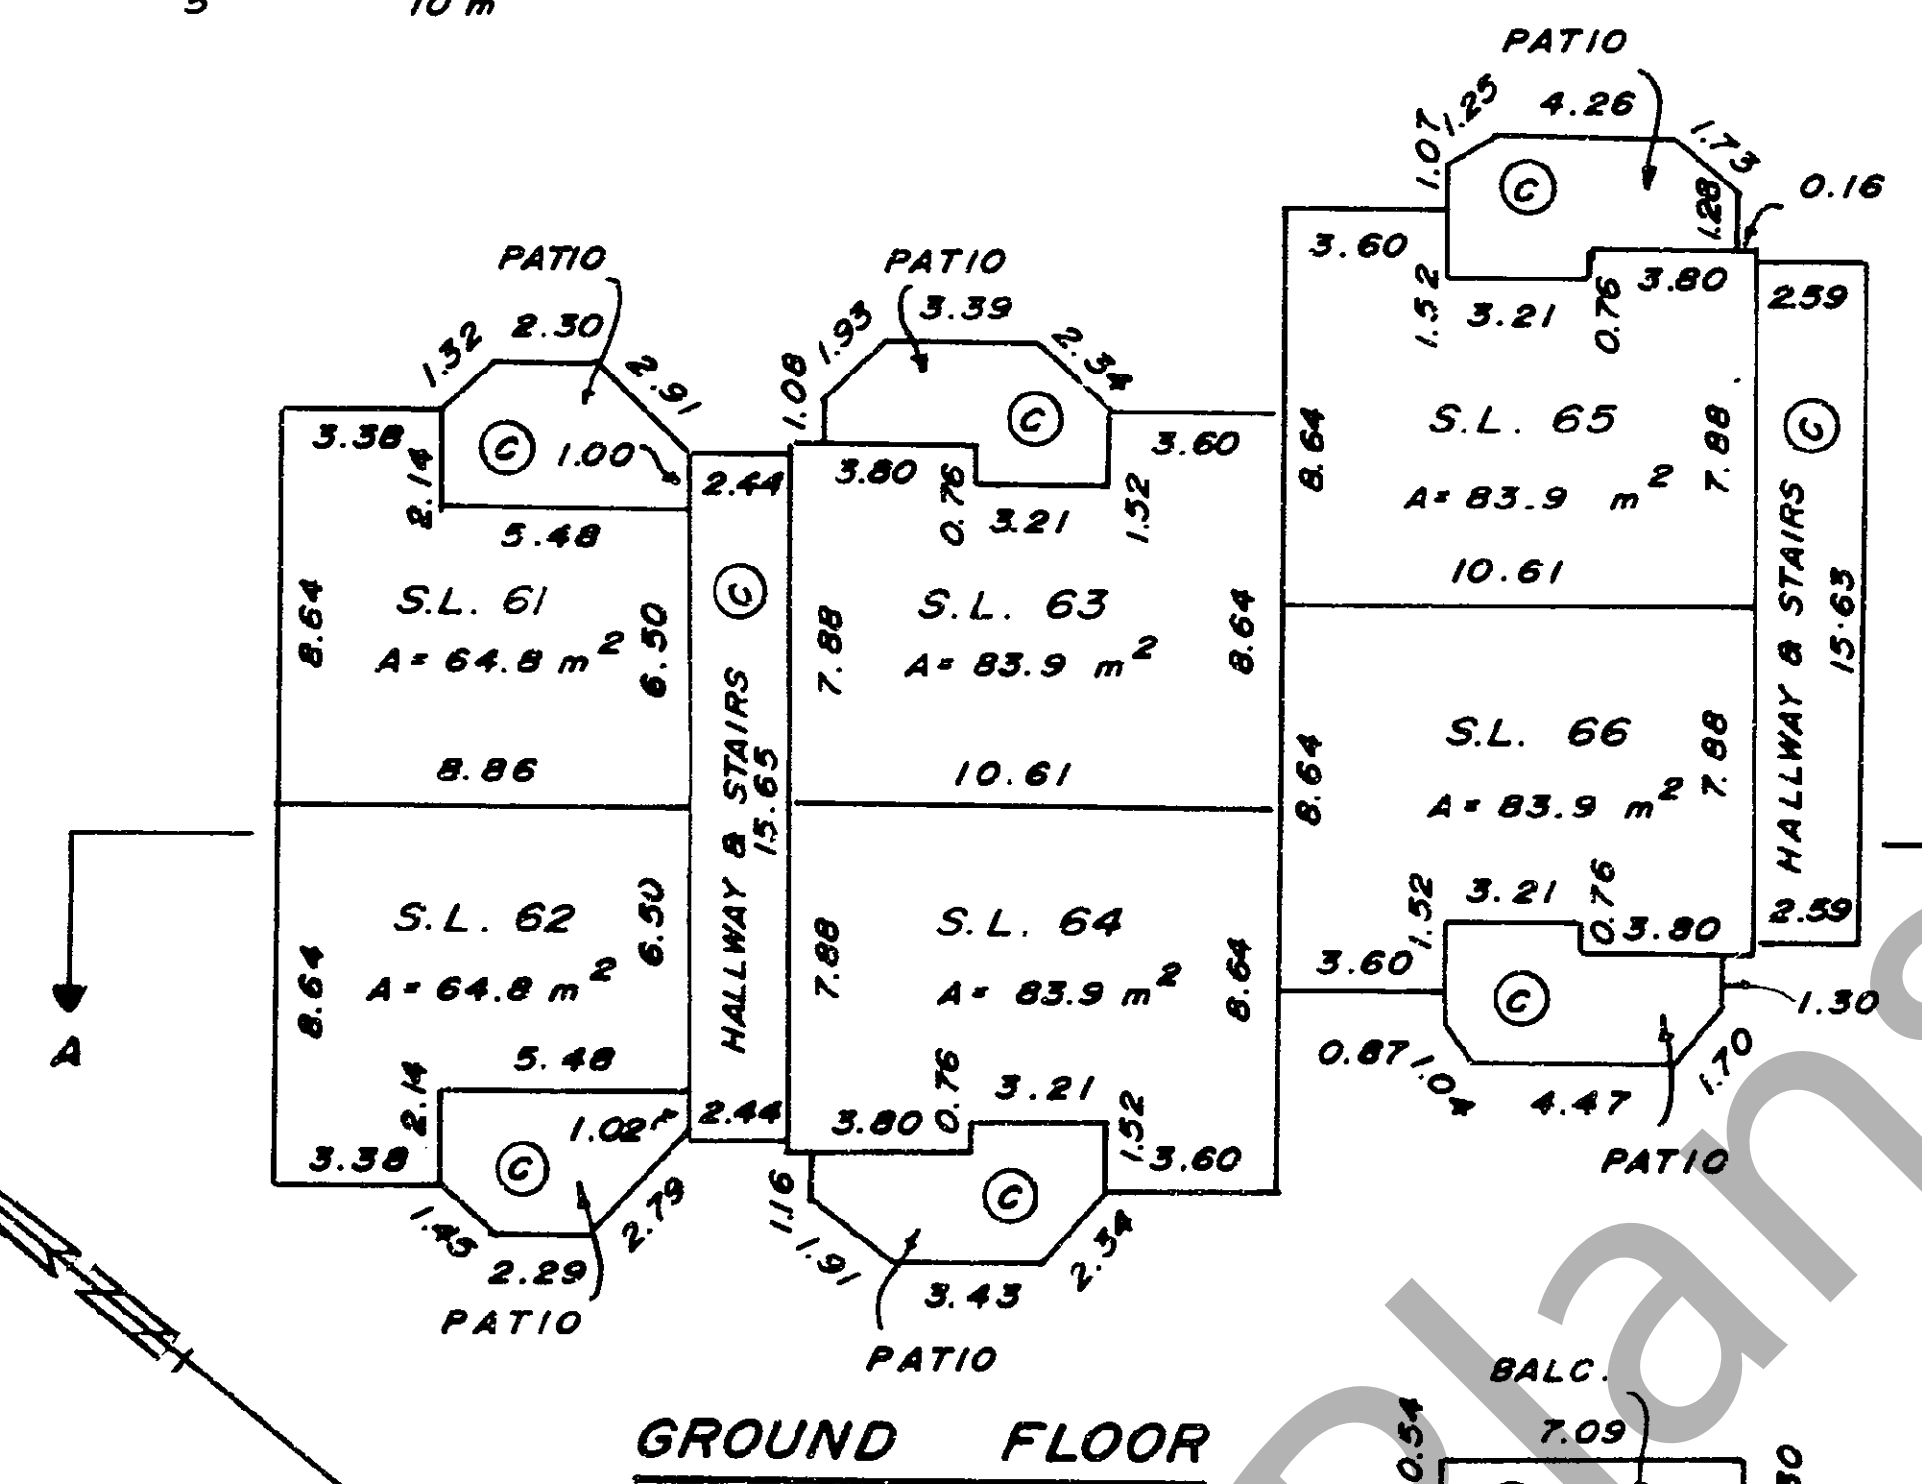 5 10 m
PATIO
1.07
1.25
4.26
1.73
C
1.28
0.16
3.60
1.52
3.21
0.76
3.80
2.59
S.L. 65
A = 83.9 m2
8.64
7.88
10.61
C
HALLWAY & STAIRS
15.63
S.L. 66
A = 83.9 m2
8.64
7.88
1.52
3.21
0.76
3.80
2.59
3.60
C
1.30
0.87
1.04
4.47
1.70
PATIO
PATIO
1.32
2.30
2.91
3.38
2.14
C
1.00
5.48
S.L. 61
A = 64.8 m2
8.64
6.50
8.86
2.44
C
HALLWAY & STAIRS
15.65
PATIO
1.08
1.93
3.39
2.34
C
3.80
0.76
3.21
1.52
3.60
S.L. 63
A = 83.9 m2
7.88
8.64
10.61
S.L. 62
A = 64.8 m2
8.64
6.50
5.48
2.14
1.02
2.44
3.38
C
1.45
2.29
2.79
PATIO
S.L. 64
A = 83.9 m2
7.88
8.64
3.80
0.76
3.21
1.52
3.60
1.16
1.91
C
3.43
2.34
PATIO
A
GROUND FLOOR
BALC.
0.54
7.09
Plans